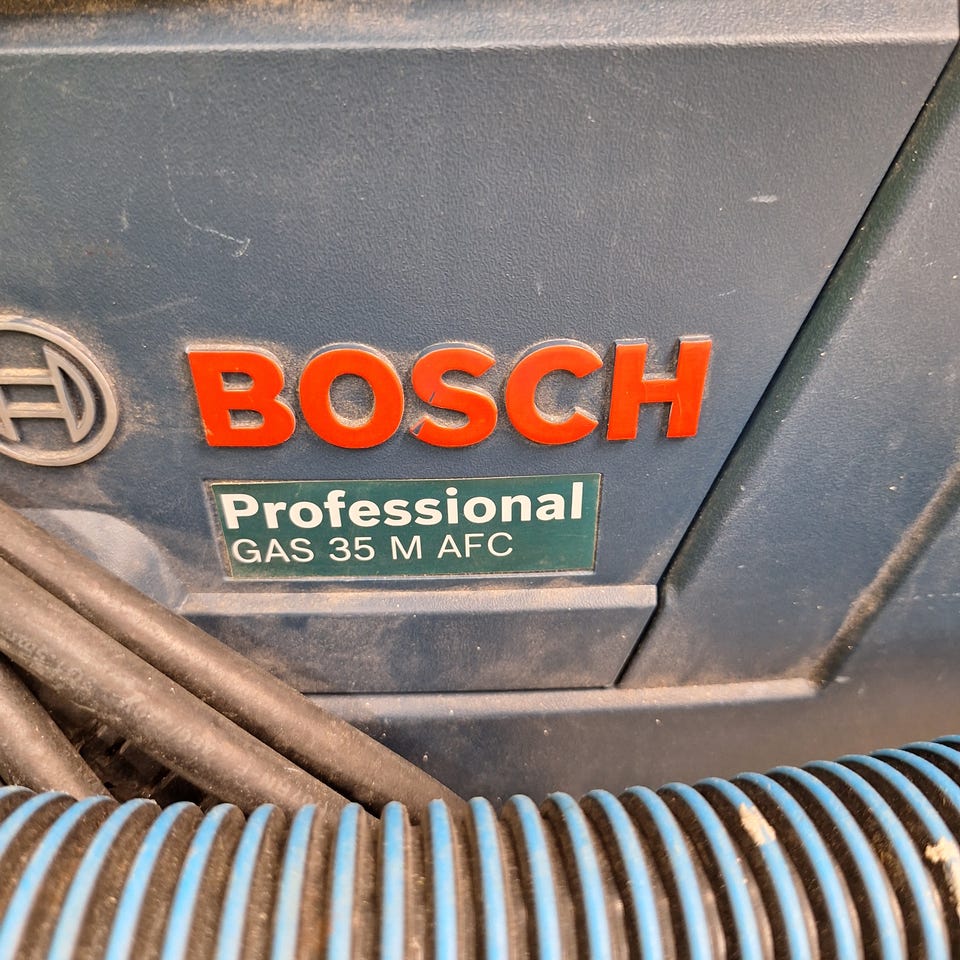 BOSCH
Professional
GAS 35 M AFC